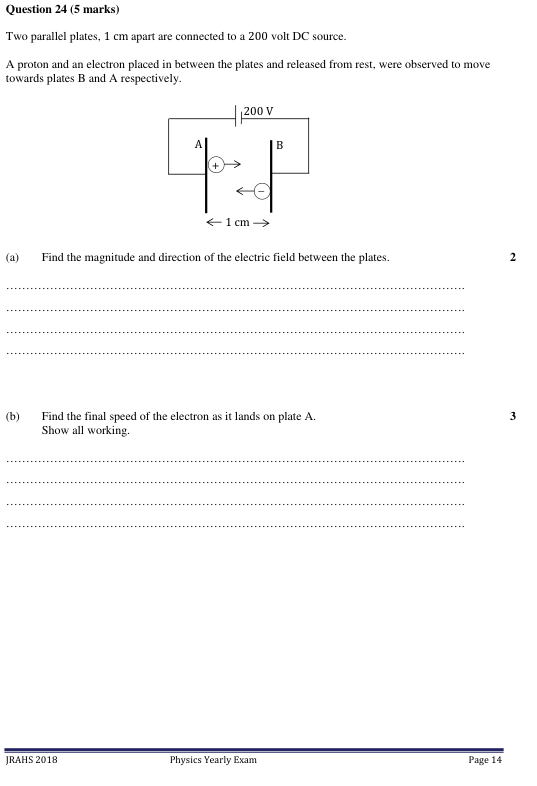 Question 24 (5 marks)
Two parallel plates, 1 cm apart are connected to a 200 volt DC source.
A proton and an electron placed in between the plates and released from rest, were observed to move
towards plates B and A respectively.
200 V
A
B
+
−
1 cm
(a) Find the magnitude and direction of the electric field between the plates. 2
(b) Find the final speed of the electron as it lands on plate A. 3
Show all working.
JRAHS 2018 Physics Yearly Exam Page 14